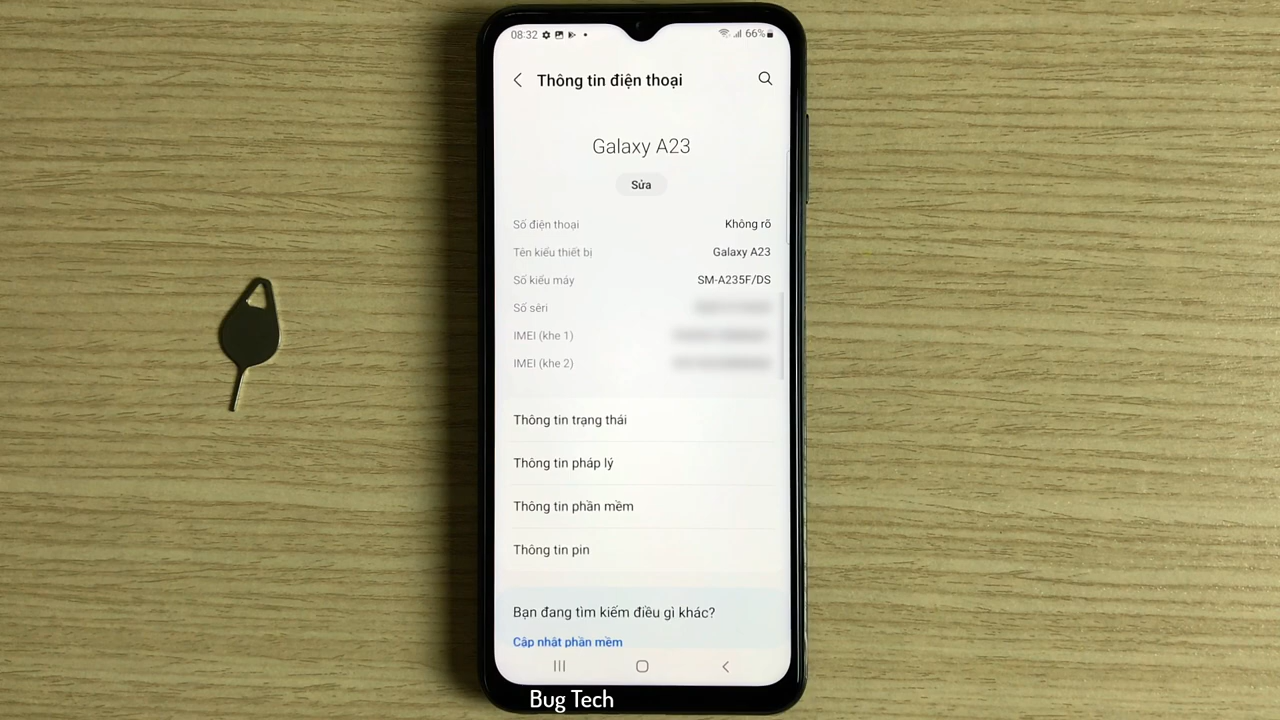 08:32
66%
Thông tin điện thoại
Galaxy A23
Sửa
Số điện thoại Không rõ
Tên kiểu thiết bị Galaxy A23
Số kiểu máy SM-A235F/DS
Số sêri
IMEI (khe 1)
IMEI (khe 2)
Thông tin trạng thái
Thông tin pháp lý
Thông tin phần mềm
Thông tin pin
Bạn đang tìm kiếm điều gì khác?
Cập nhật phần mềm
Bug Tech